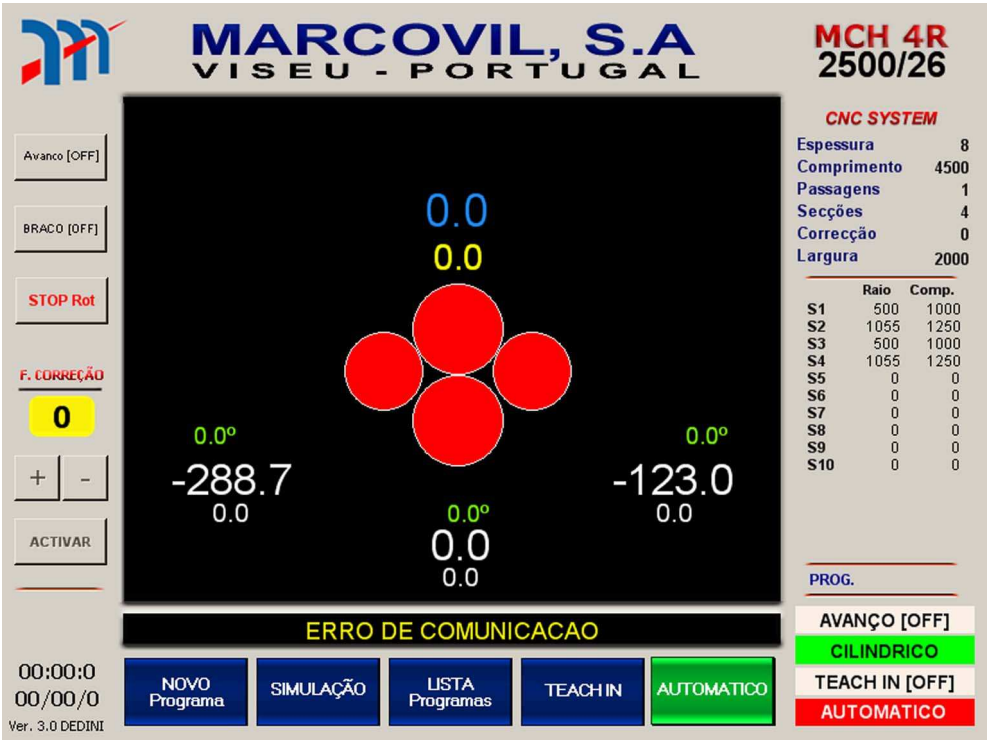 MARCOVIL, S.A
VISEU - PORTUGAL
MCH 4R
2500/26
Avanco [OFF]
BRACO [OFF]
STOP Rot
F. CORREÇÃO
0
+ -
ACTIVAR
00:00:0
00/00/0
Ver. 3.0 DEDINI
0.0
0.0
0.0º
-288.7
0.0
0.0º
0.0
0.0
0.0º
-123.0
0.0
ERRO DE COMUNICACAO
NOVO
Programa
SIMULAÇÃO
LISTA
Programas
TEACH IN
AUTOMATICO
CNC SYSTEM
Espessura 8
Comprimento 4500
Passagens 1
Secções 4
Correcção 0
Largura 2000
Raio Comp.
S1 500 1000
S2 1055 1250
S3 500 1000
S4 1055 1250
S5 0 0
S6 0 0
S7 0 0
S8 0 0
S9 0 0
S10 0 0
PROG.
AVANÇO [OFF]
CILINDRICO
TEACH IN [OFF]
AUTOMATICO